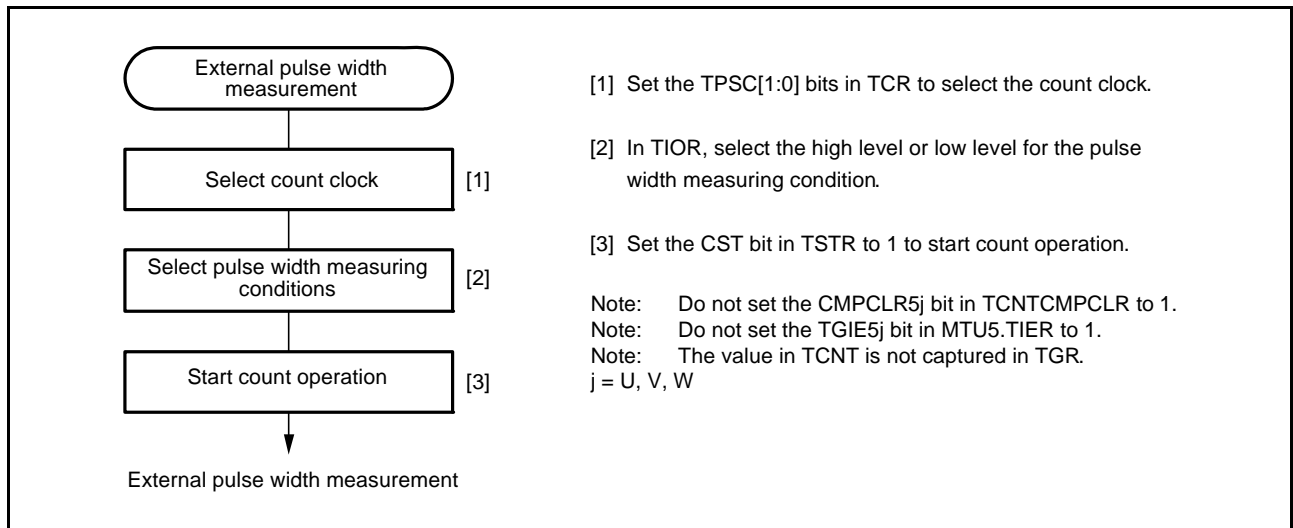 External pulse width
measurement
Select count clock
[1]
Select pulse width measuring
conditions
[2]
Start count operation
[3]
External pulse width measurement
[1] Set the TPSC[1:0] bits in TCR to select the count clock.
[2] In TIOR, select the high level or low level for the pulse
width measuring condition.
[3] Set the CST bit in TSTR to 1 to start count operation.
Note: Do not set the CMPCLR5j bit in TCNTCMPCLR to 1.
Note: Do not set the TGIE5j bit in MTU5.TIER to 1.
Note: The value in TCNT is not captured in TGR.
j = U, V, W